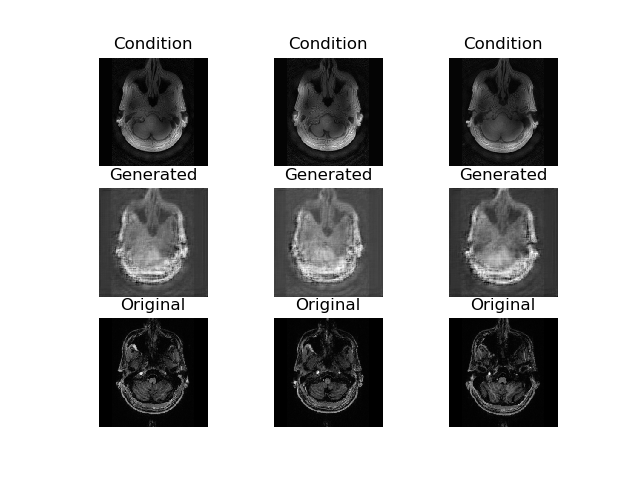 Condition Condition Condition
Generated Generated Generated
Original Original Original